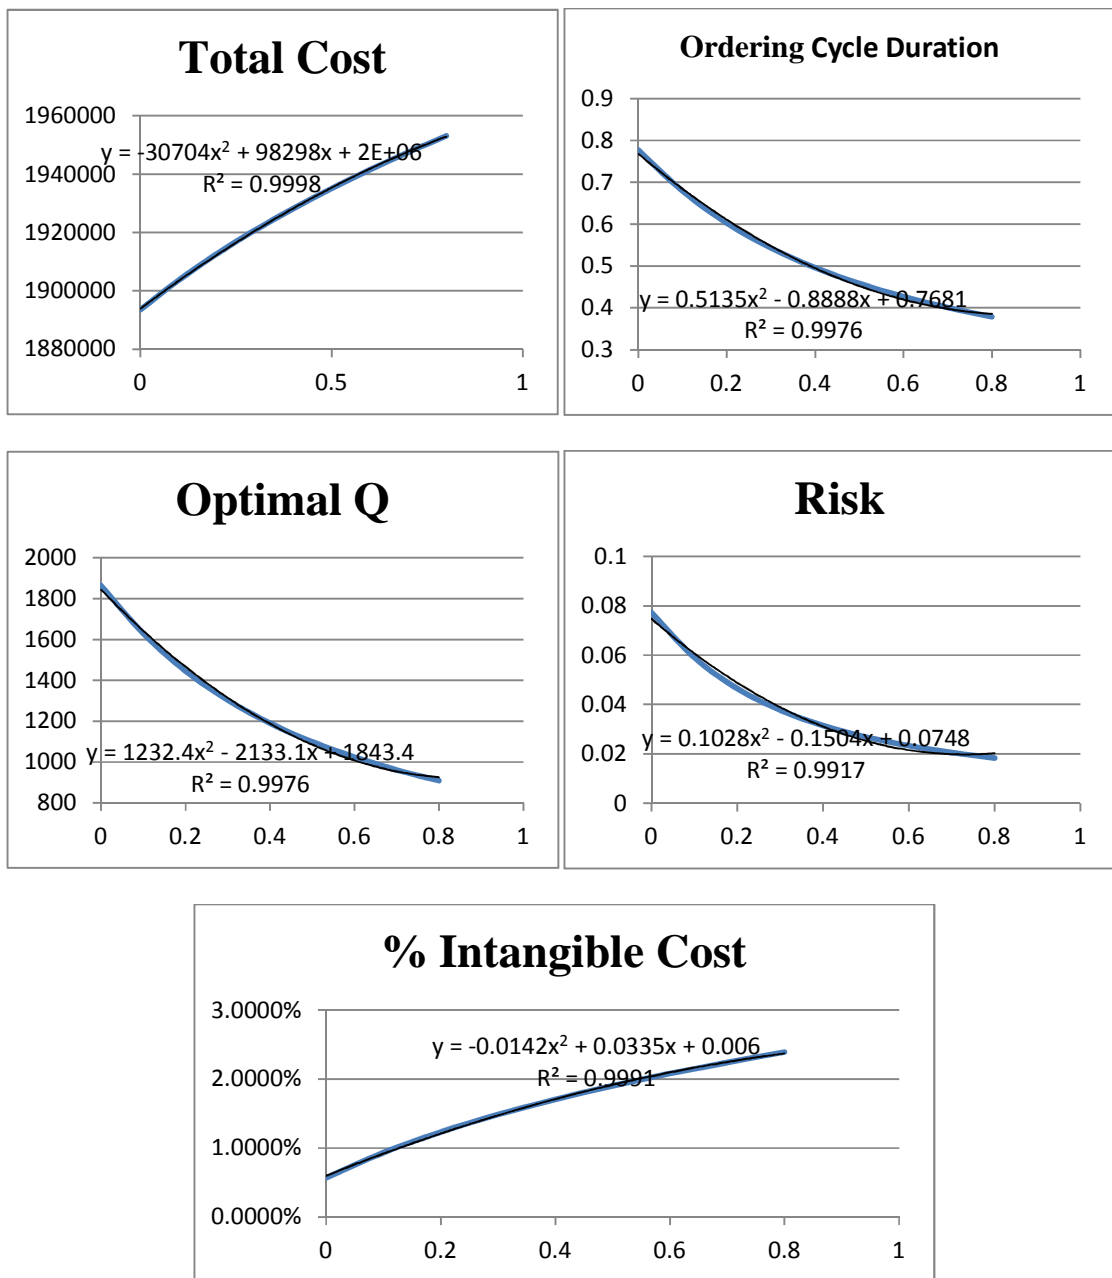 Total Cost
1960000
1940000
1920000
1900000
1880000
y = -30704x² + 98298x + 2E+06
R² = 0.9998
0 0.5 1
Ordering Cycle Duration
0.9
0.8
0.7
0.6
0.5
0.4
0.3
y = 0.5135x² - 0.8888x + 0.7681
R² = 0.9976
0 0.2 0.4 0.6 0.8 1
Optimal Q
2000
1800
1600
1400
1200
1000
800
y = 1232.4x² - 2133.1x + 1843.4
R² = 0.9976
0 0.2 0.4 0.6 0.8 1
Risk
0.1
0.08
0.06
0.04
0.02
0
y = 0.1028x² - 0.1504x + 0.0748
R² = 0.9917
0 0.2 0.4 0.6 0.8 1
% Intangible Cost
3.0000%
2.0000%
1.0000%
0.0000%
y = -0.0142x² + 0.0335x + 0.006
R² = 0.9991
0 0.2 0.4 0.6 0.8 1